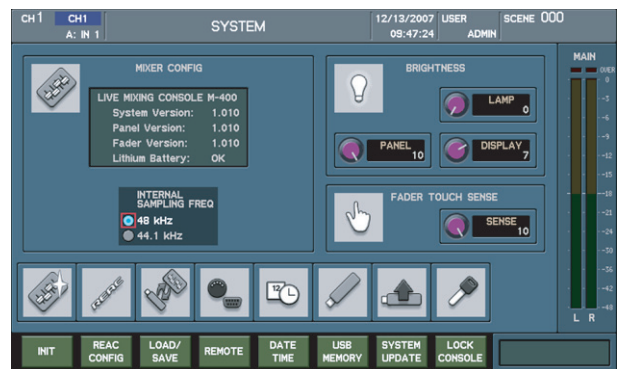 CH 1 CH1 A: IN 1 SYSTEM 12/13/2007 09:47:24 USER ADMIN SCENE 000
MIXER CONFIG
LIVE MIXING CONSOLE M-400
System Version: 1.010
Panel Version: 1.010
Fader Version: 1.010
Lithium Battery: OK
INTERNAL
SAMPLING FREQ
48 kHz
44.1 kHz
BRIGHTNESS
LAMP 0
PANEL 10
DISPLAY 7
FADER TOUCH SENSE
SENSE 10
MAIN
OVER
0
-3
-6
-9
-12
-15
-18
-21
-24
-30
-36
-42
-48
L R
REAC
12
INIT
REAC CONFIG
LOAD/ SAVE
REMOTE
DATE TIME
USB MEMORY
SYSTEM UPDATE
LOCK CONSOLE